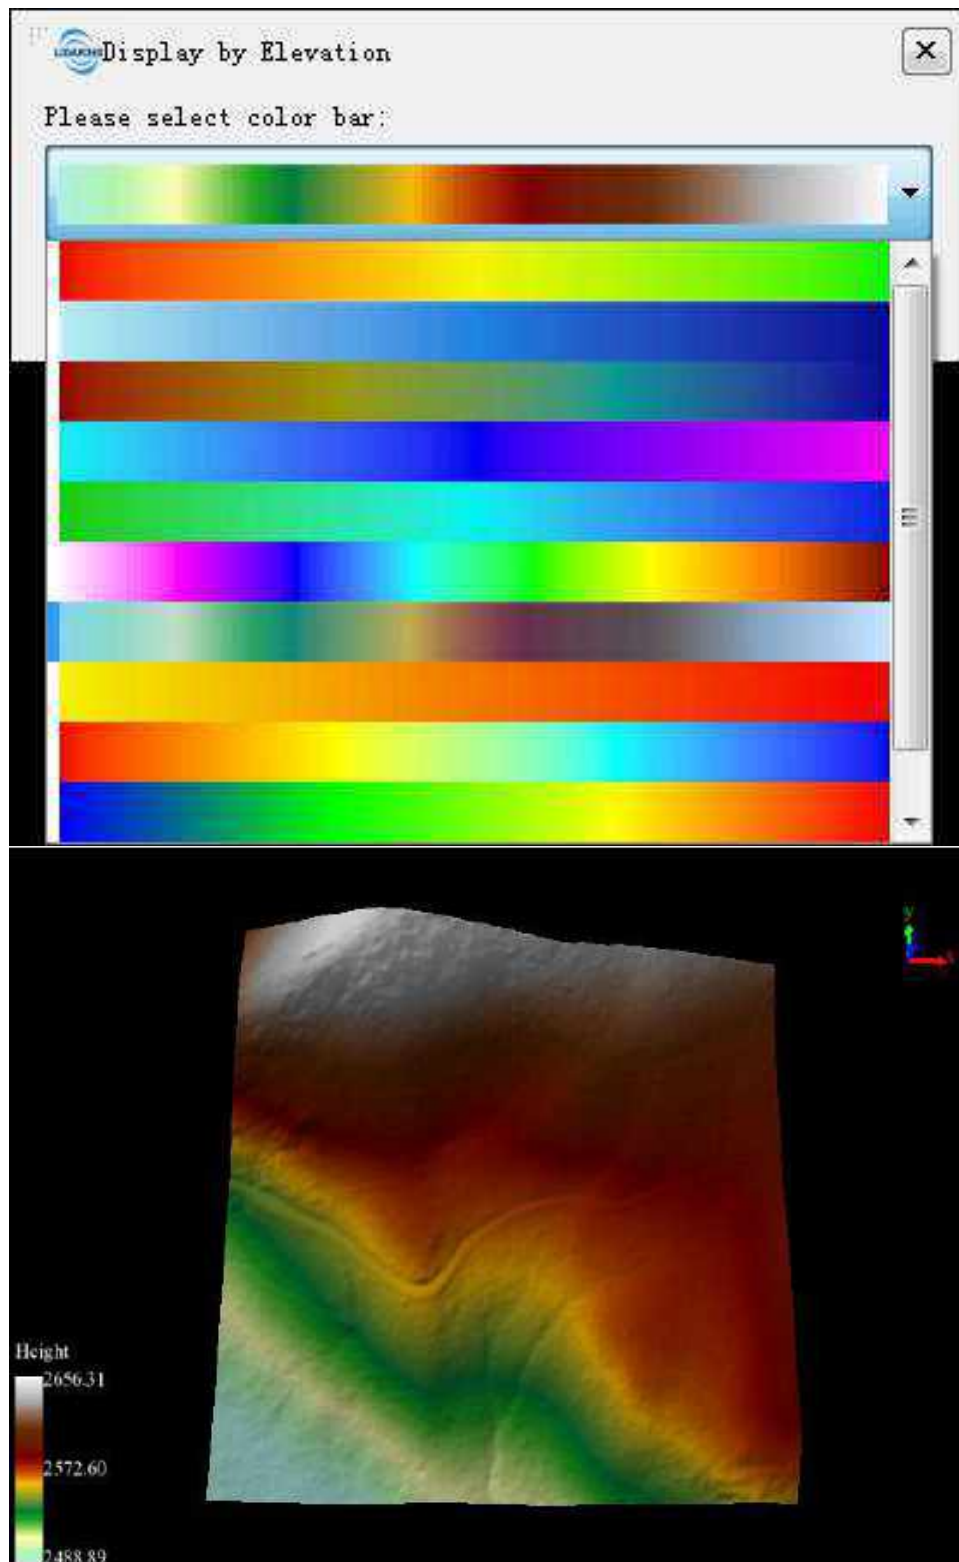 Display by Elevation
Please select color bar:
y
Height
2656.31
2572.60
2488.89